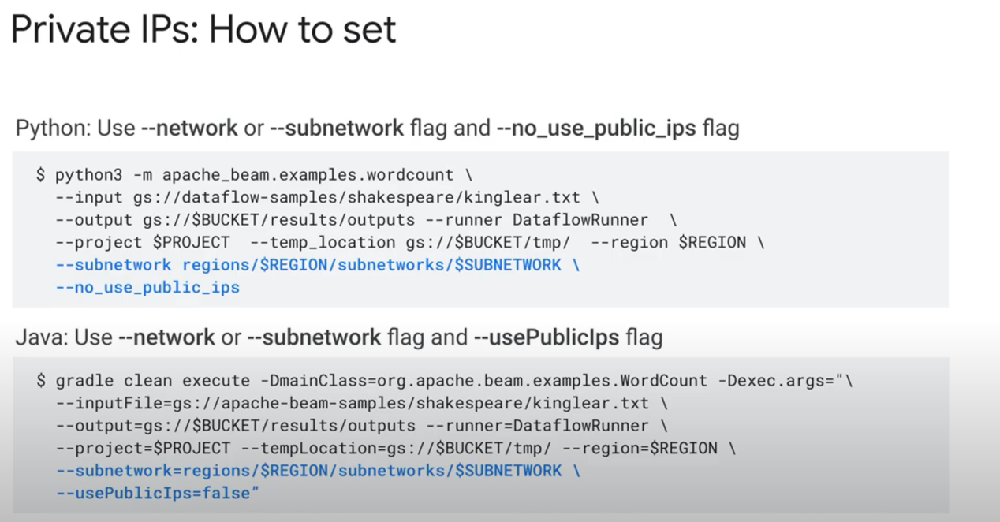 Private IPs: How to set
Python: Use --network or --subnetwork flag and --no_use_public_ips flag
$ python3 -m apache_beam.examples.wordcount \
--input gs://dataflow-samples/shakespeare/kinglear.txt \
--output gs://$BUCKET/results/outputs --runner DataflowRunner \
--project $PROJECT --temp_location gs://$BUCKET/tmp/ --region $REGION \
--subnetwork regions/$REGION/subnetworks/$SUBNETWORK \
--no_use_public_ips
Java: Use --network or --subnetwork flag and --usePublicIps flag
$ gradle clean execute -DmainClass=org.apache.beam.examples.WordCount -Dexec.args="\
--inputFile=gs://apache-beam-samples/shakespeare/kinglear.txt \
--output=gs://$BUCKET/results/outputs --runner=DataflowRunner \
--project=$PROJECT --tempLocation=gs://$BUCKET/tmp/ --region=$REGION \
--subnetwork=regions/$REGION/subnetworks/$SUBNETWORK \
--usePublicIps=false”